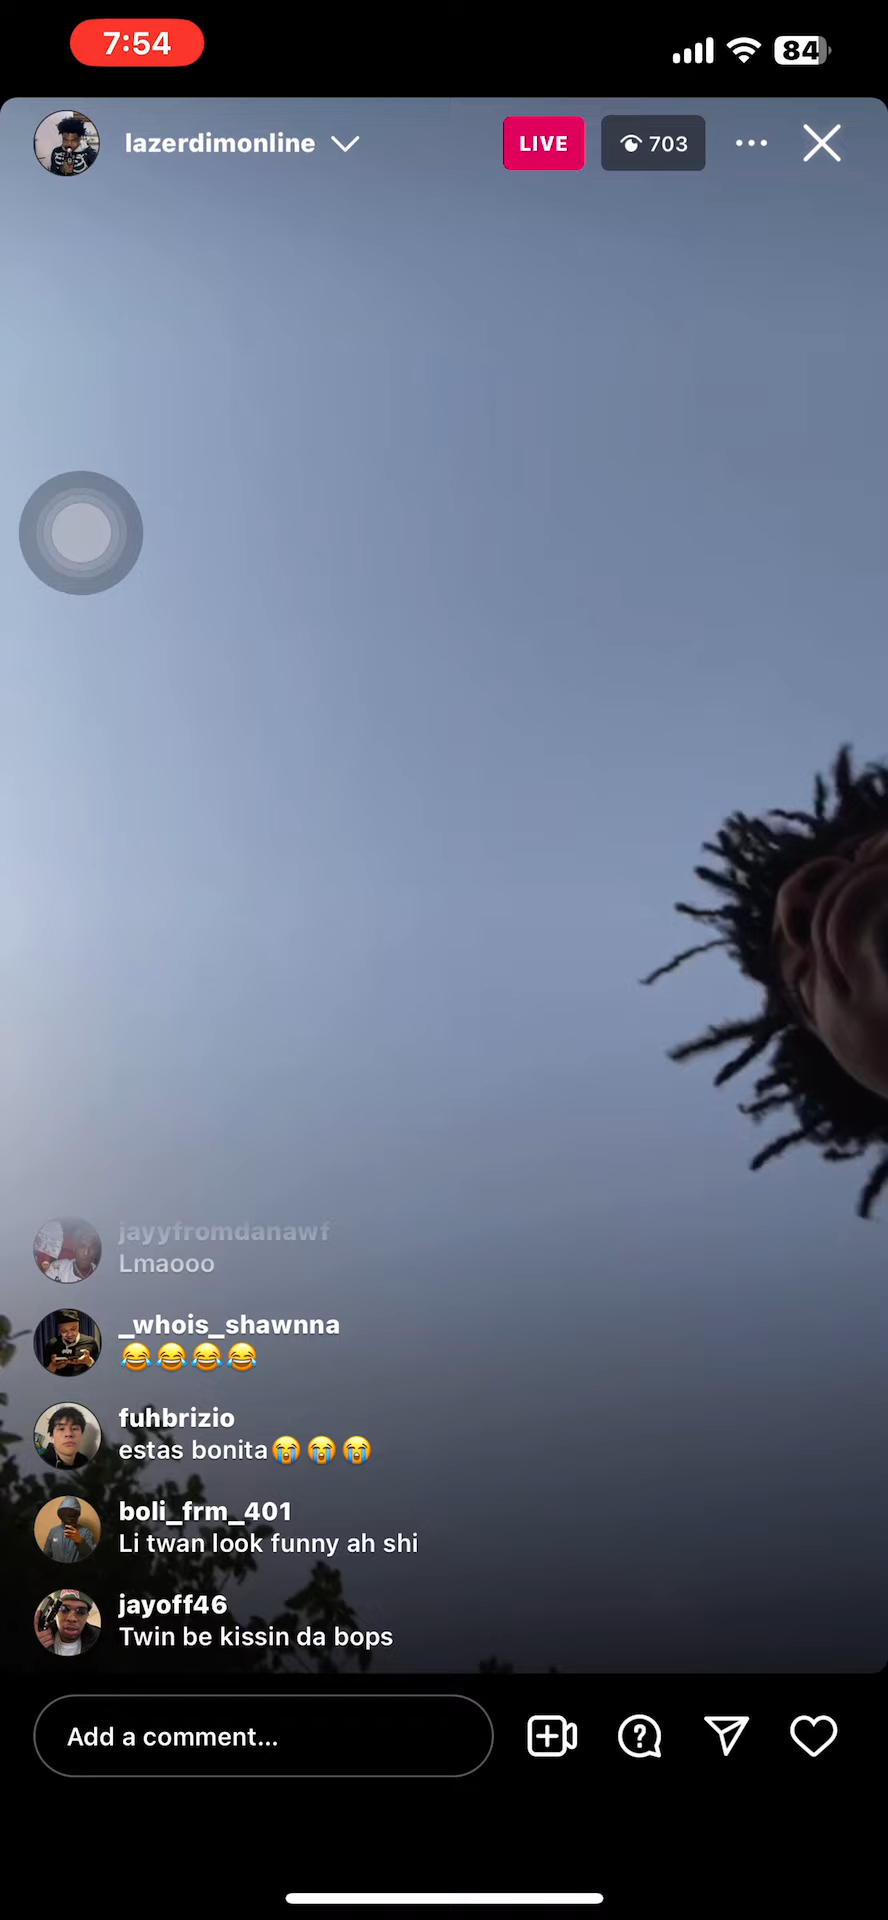 7:54
84
lazerdimonline
LIVE
703
jayyfromdanawf
Lmaooo
_whois_shawnna
😂😂😂😂
fuhbrizio
estas bonita😭😭😭
boli_frm_401
Li twan look funny ah shi
jayoff46
Twin be kissin da bops
Add a comment...